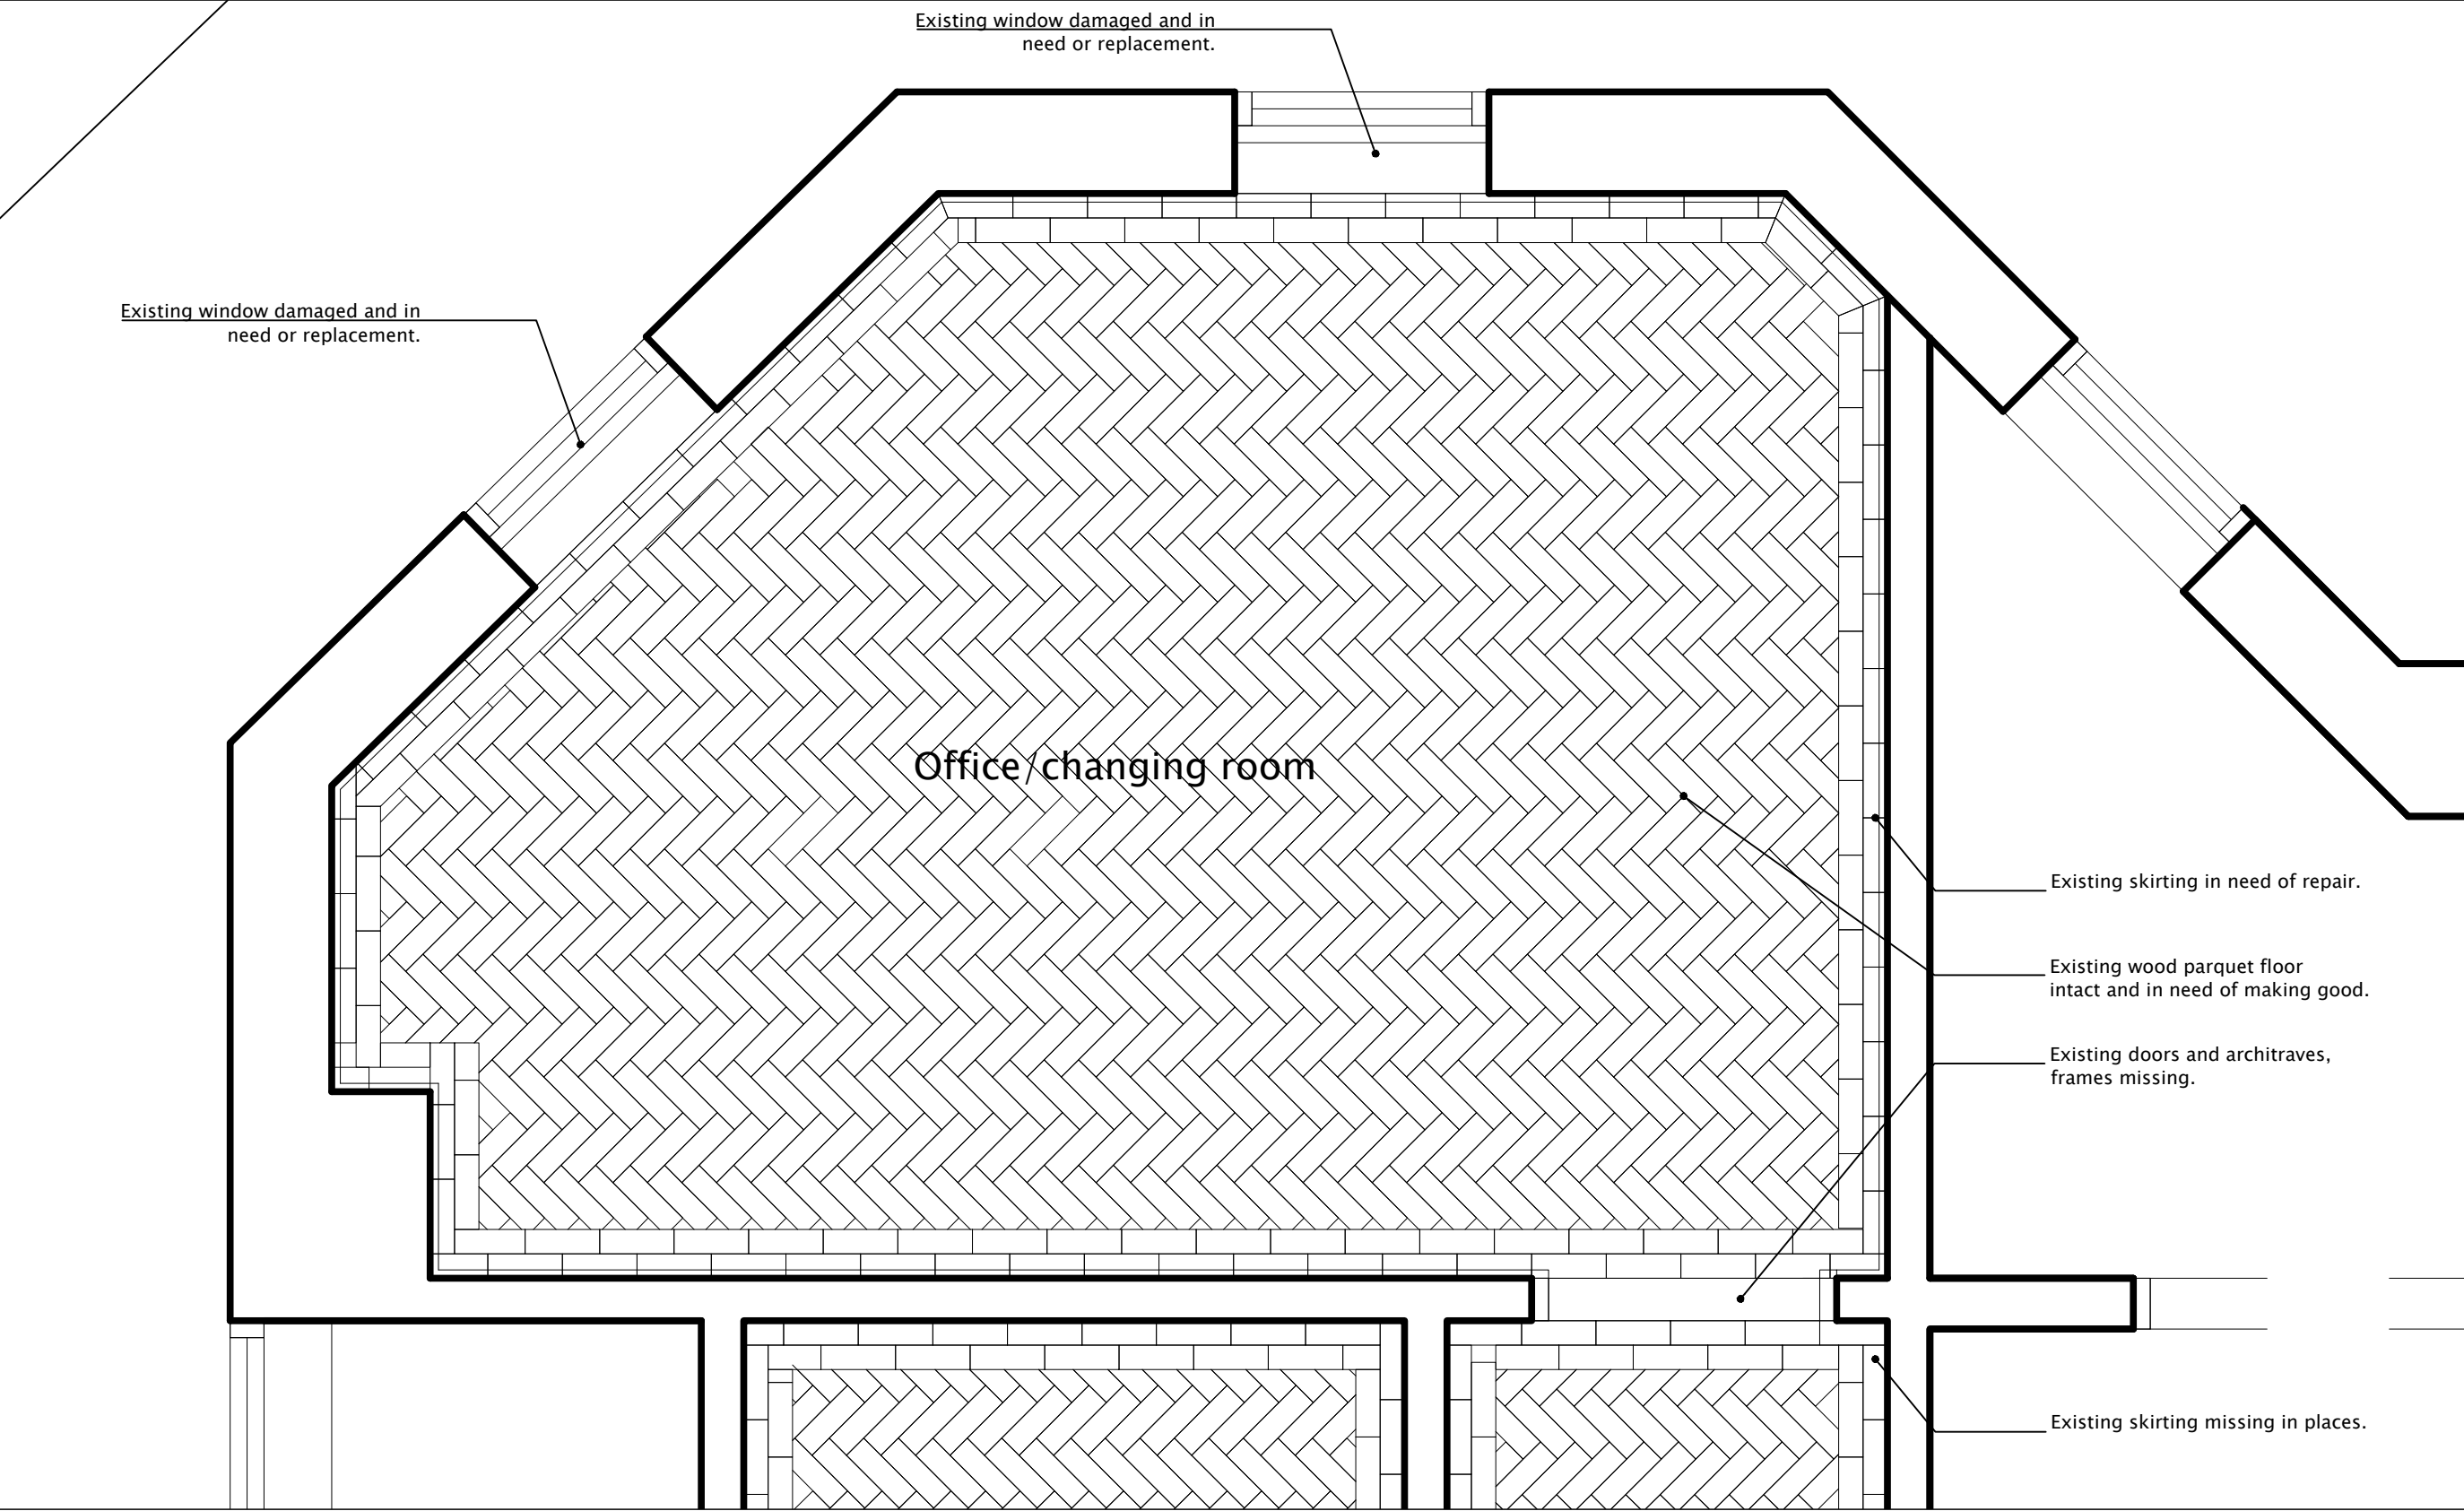 Existing window damaged and in
need or replacement.
Existing window damaged and in
need or replacement.
Office/changing room
Existing skirting in need of repair.
Existing wood parquet floor
intact and in need of making good.
Existing doors and architraves,
frames missing.
Existing skirting missing in places.